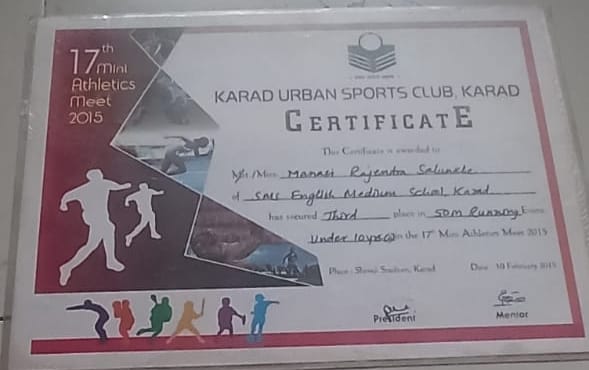 17th
Mini
Athletics
Meet
2015
KARAD URBAN SPORTS CLUB, KARAD
CERTIFICATE
This Certificate is awarded to
Mr./Miss. Manasi Rajendra Salunkhe
of English Medium School, Karad
has secured Third place in 50m Running Event
Under 10yrs in the 17th Mini Athletics Meet 2015
Place : Shivaji Stadium, Karad Date : 10 February 2015
President Mentor